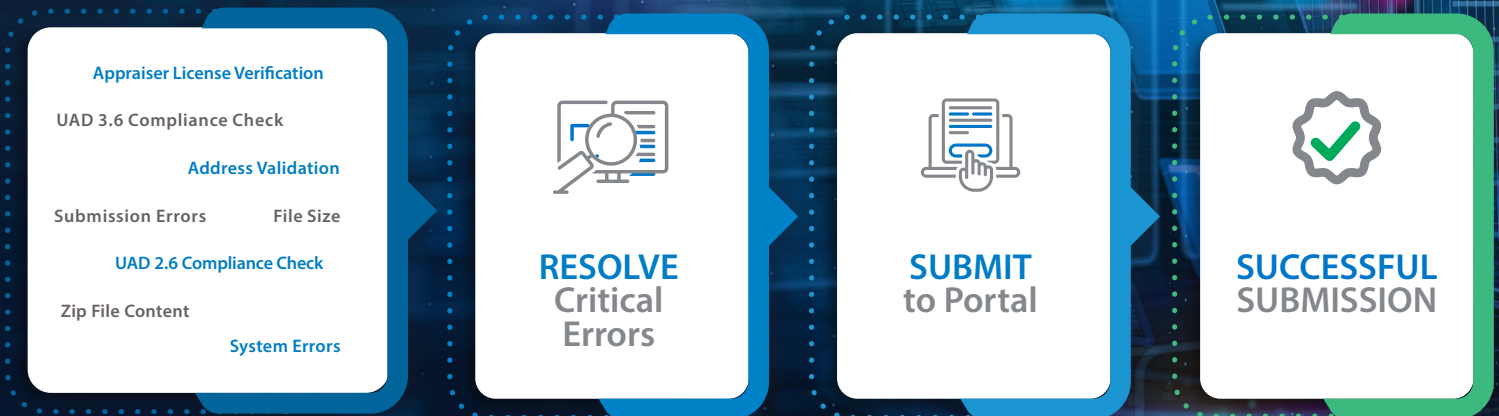 Appraiser License Verification
UAD 3.6 Compliance Check
Address Validation
Submission Errors
File Size
UAD 2.6 Compliance Check
Zip File Content
System Errors
RESOLVE
Critical
Errors
SUBMIT
to Portal
SUCCESSFUL
SUBMISSION